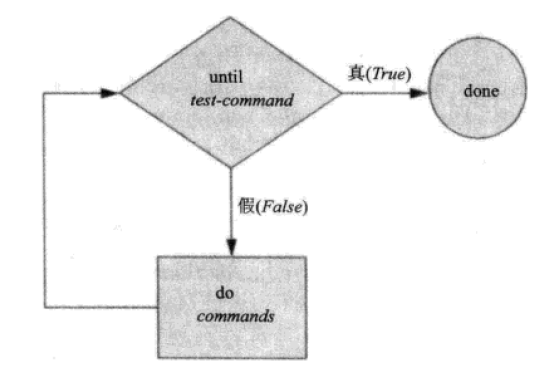 until
test-command
真(True)
done
假(False)
do
commands